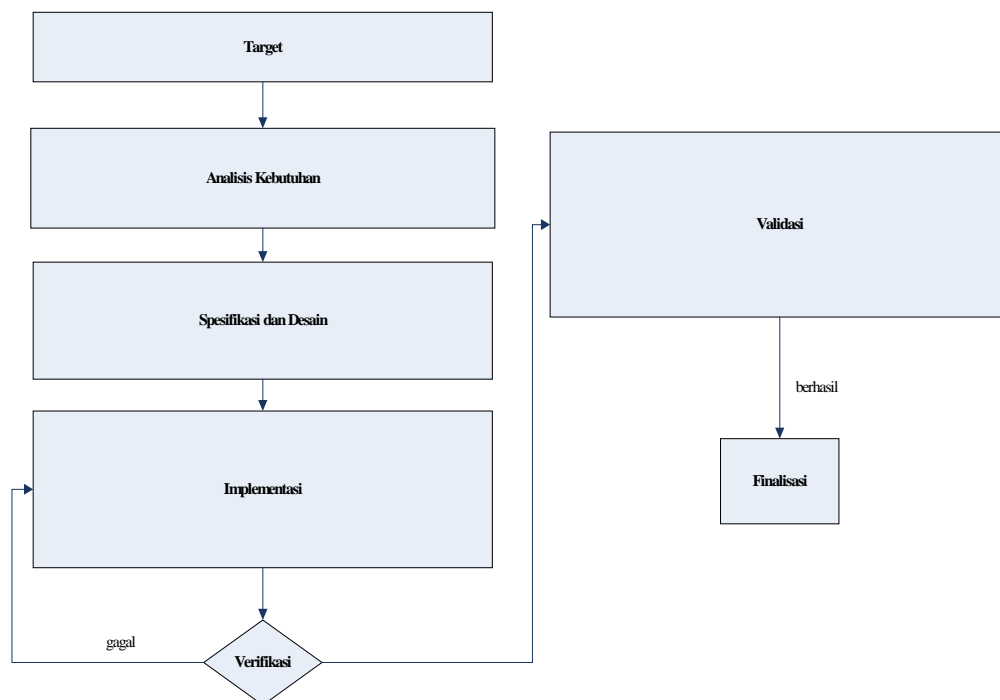 Target
Analisis Kebutuhan
Spesifikasi dan Desain
Implementasi
gagal
Verifikasi
Validasi
berhasil
Finalisasi